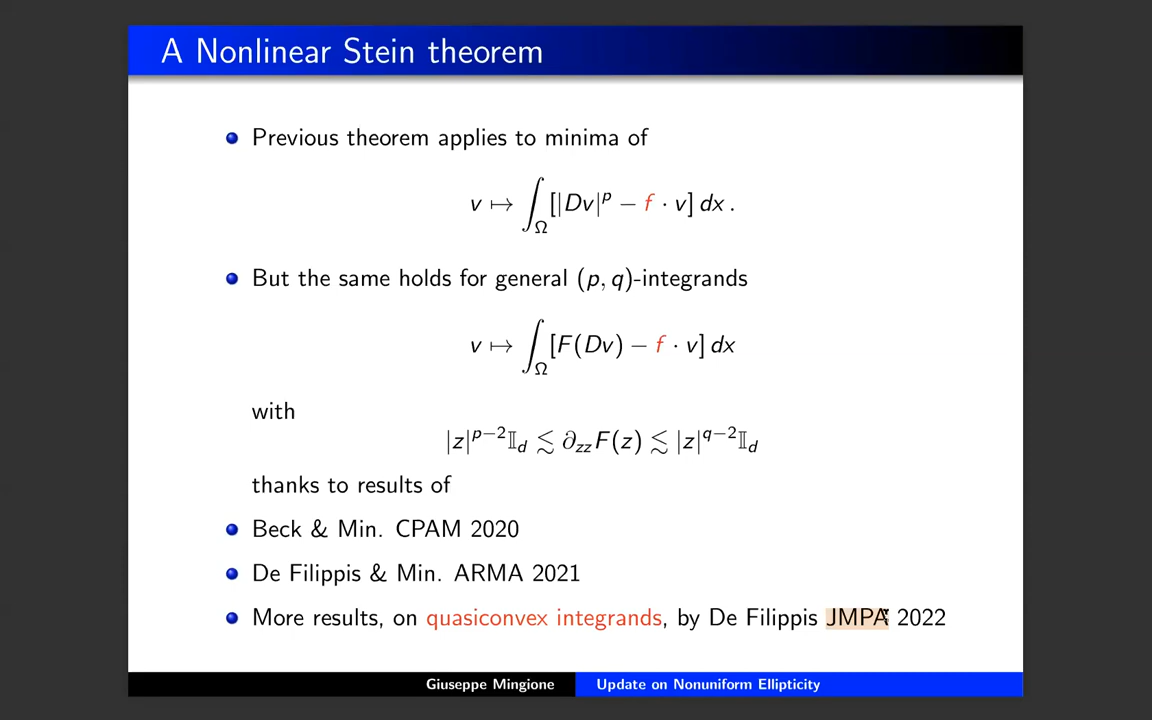 A Nonlinear Stein theorem
Previous theorem applies to minima of
v ↦ ∫_Ω [|Dv|^p − f · v] dx .
But the same holds for general (p, q)-integrands
v ↦ ∫_Ω [F(Dv) − f · v] dx
with
|z|^{p−2}𝕀_d ≲ ∂_{zz}F(z) ≲ |z|^{q−2}𝕀_d
thanks to results of
Beck & Min. CPAM 2020
De Filippis & Min. ARMA 2021
More results, on quasiconvex integrands, by De Filippis JMPA 2022
Giuseppe Mingione Update on Nonuniform Ellipticity